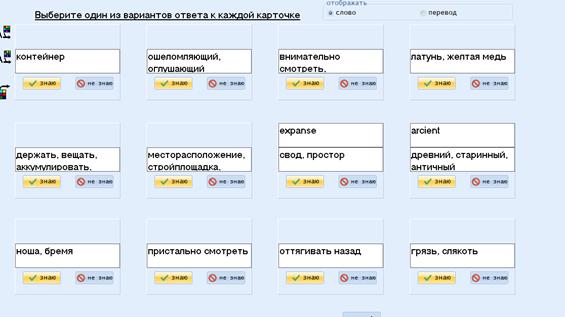 отображать
Выберите один из вариантов ответа к каждой карточке
слово перевод
контейнер
ошеломляющий,
оглушающий
внимательно
смотреть,
латунь, желтая медь
знаю не знаю знаю не знаю знаю не знаю знаю не знаю
expanse
arcient
держать, вещать,
аккумулировать,
месторасположение,
стройплощадка,
свод, простор
древний, старинный,
античный
знаю не знаю знаю не знаю знаю не знаю знаю не знаю
ноша, бремя
пристально смотреть
оттягивать назад
грязь, слякоть
знаю не знаю знаю не знаю знаю не знаю знаю не знаю